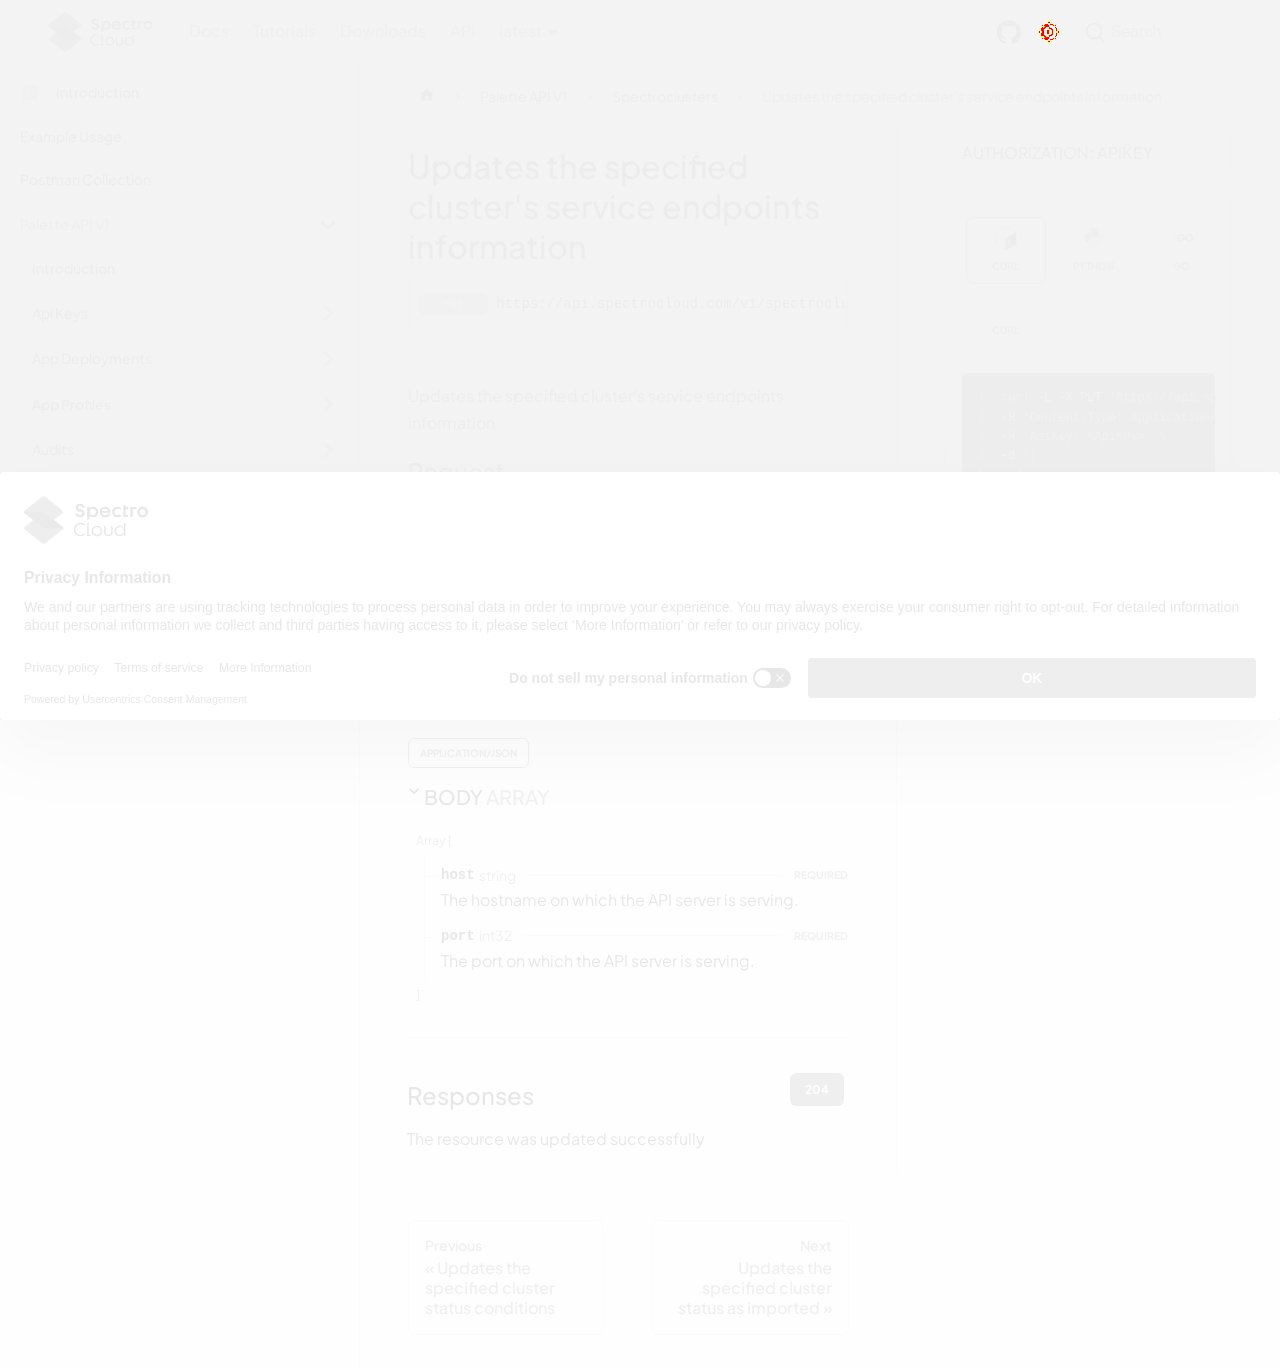 Spectro
Cloud
Docs
Tutorials
Downloads
API
latest
Search
Introduction
Example Usage
Postman Collection
Palette API V1
Introduction
Api Keys
App Deployments
App Profiles
Audits
Palette API V1
Spectroclusters
Updates the specified cluster's service endpoints information
Updates the specified
cluster's service endpoints
information
https://api.spectrocloud.com/v1/spectroclu
Updates the specified cluster's service endpoints
information
Request
AUTHORIZATION: APIKEY
CURL
PYTHON
GO
CURL
Spectro
Cloud
Privacy Information
We and our partners are using tracking technologies to process personal data in order to improve your experience. You may always exercise your consumer right to opt-out. For detailed information
about personal information we collect and third parties having access to it, please select 'More Information' or refer to our privacy policy.
Privacy policy
Terms of service
More Information
Powered by Usercentrics Consent Management
Do not sell my personal information
OK
APPLICATION/JSON
BODY ARRAY
Array [
host string
REQUIRED
The hostname on which the API server is serving.
port int32
REQUIRED
The port on which the API server is serving.
]
Responses
204
The resource was updated successfully
Previous
« Updates the
specified cluster
status conditions
Next
Updates the
specified cluster
status as imported »